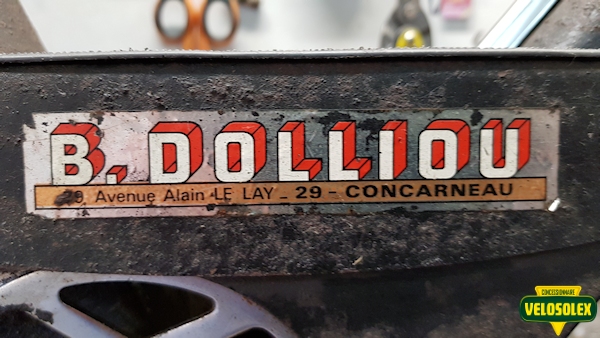 B. DOLLIOU
Avenue Alain LE LAY _ 29 - CONCARNEAU
CONCESSIONNAIRE
VELOSOLEX